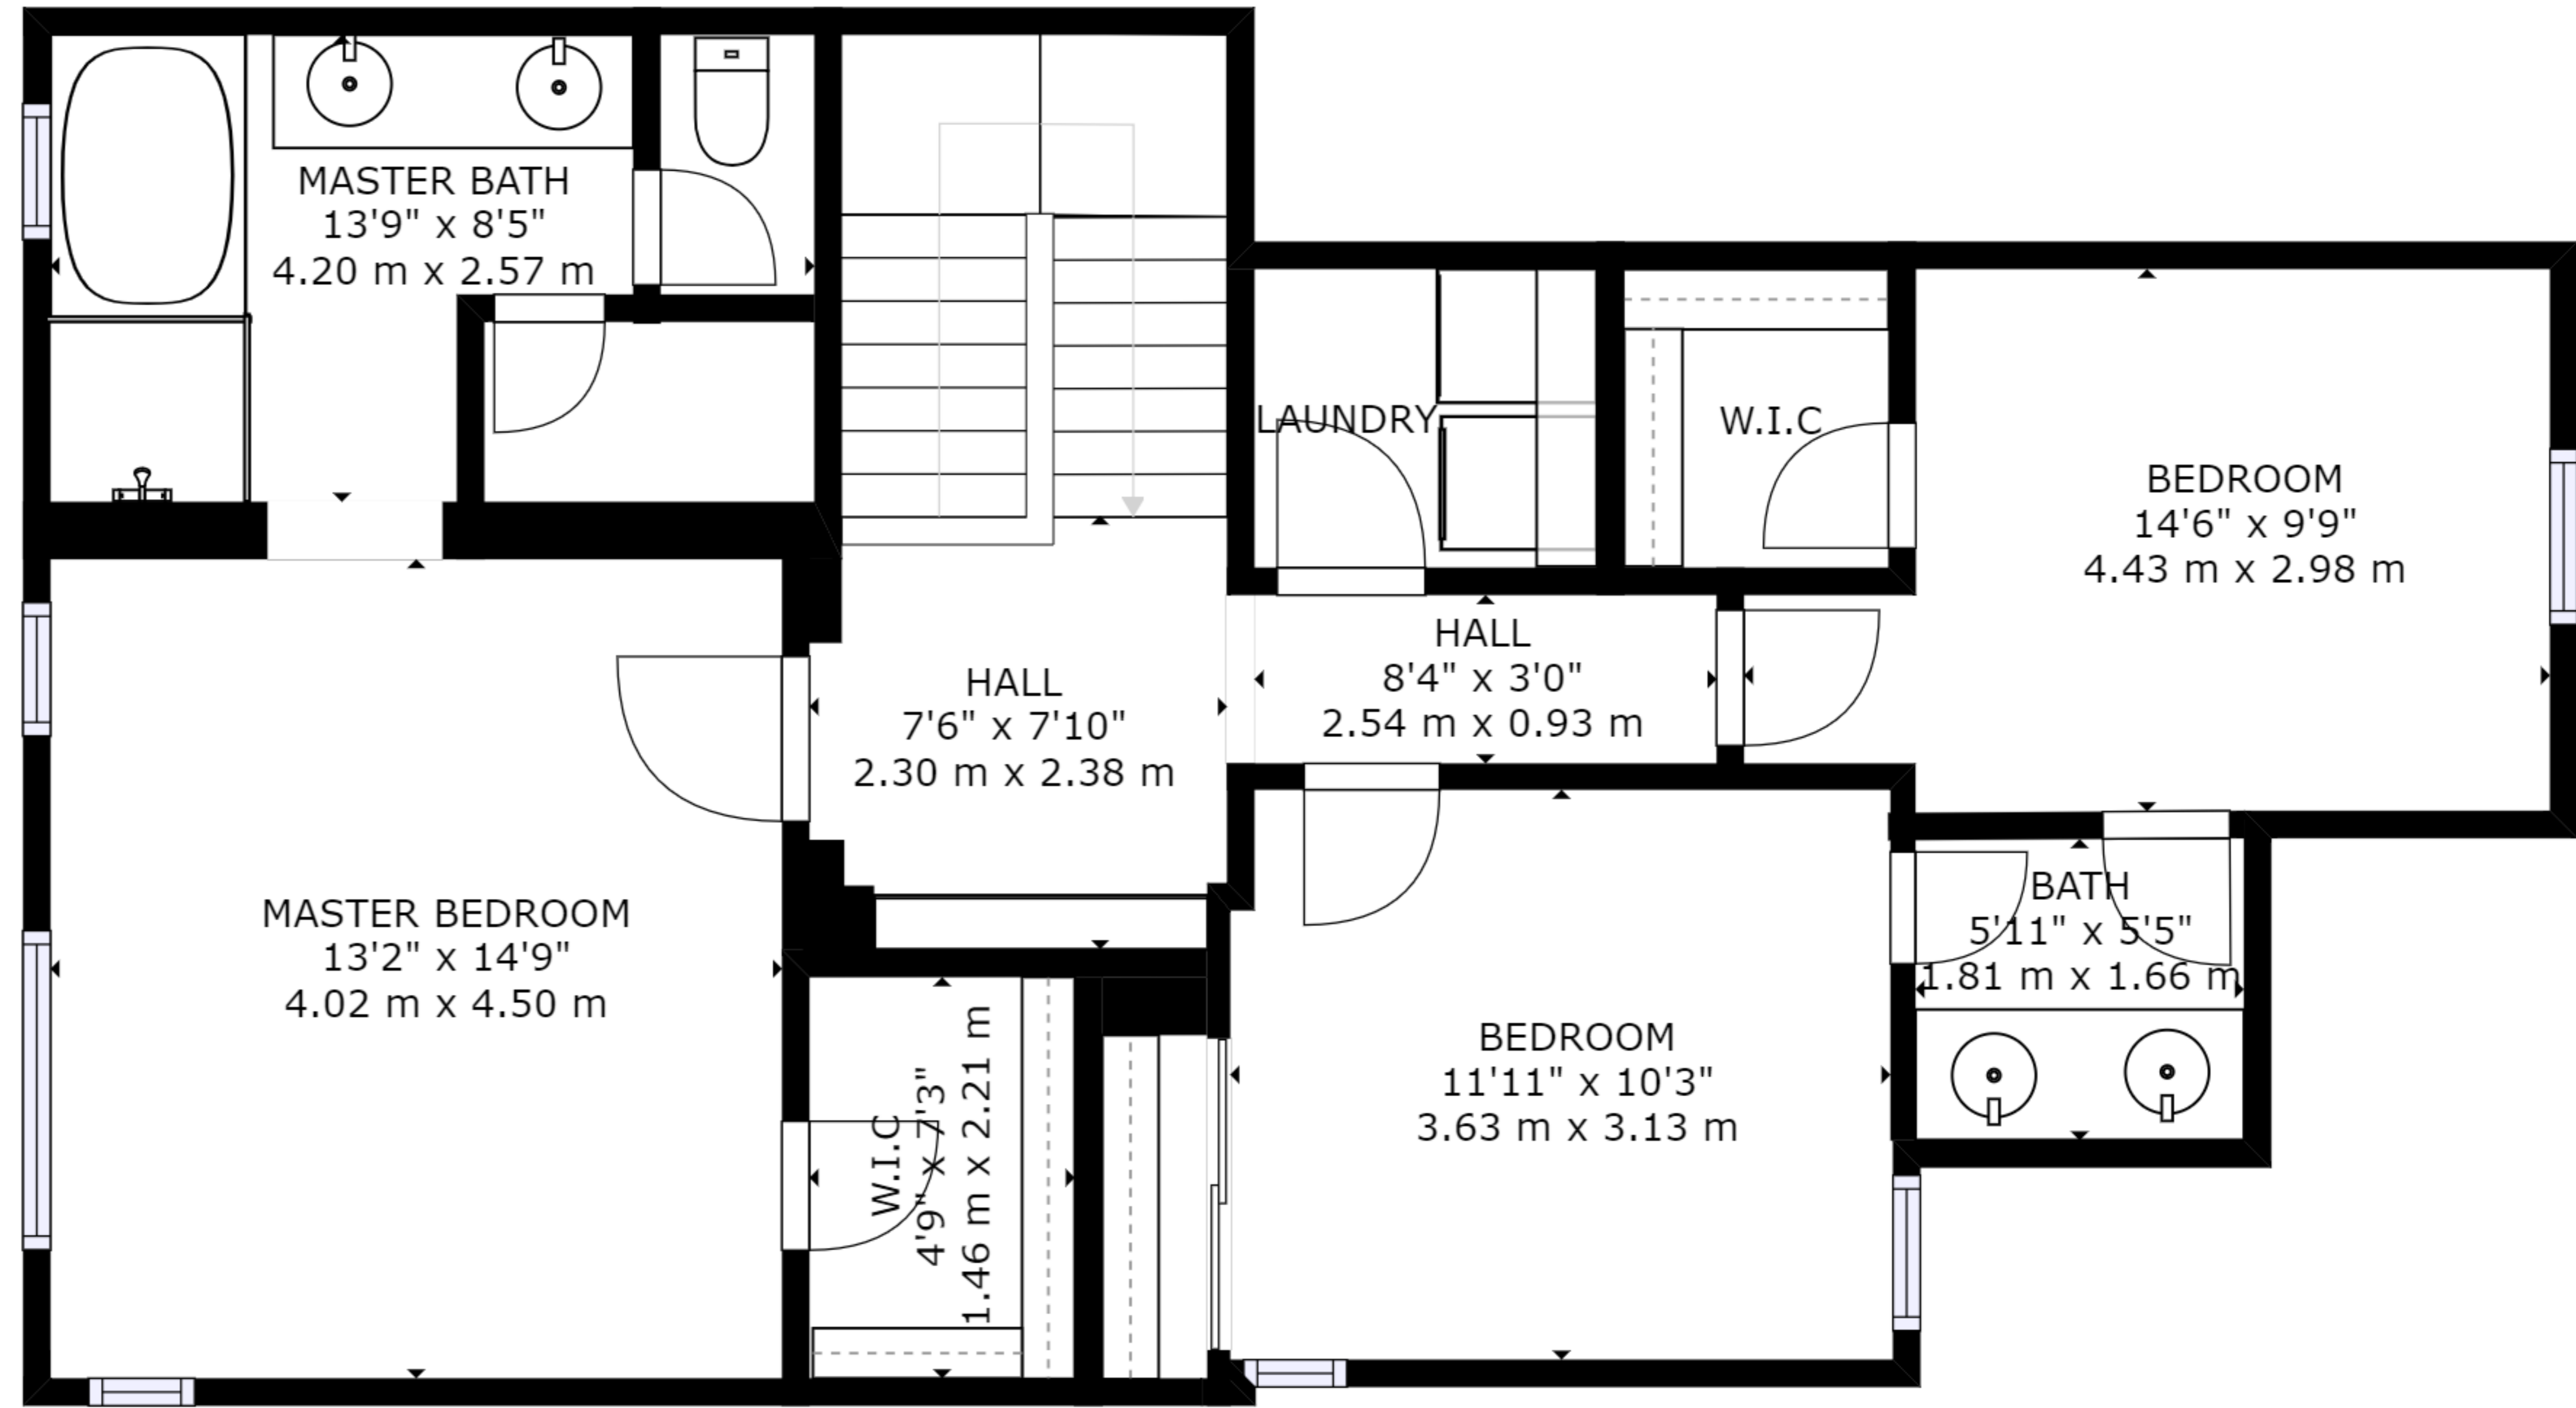 MASTER BATH
13'9" x 8'5"
4.20 m x 2.57 m
LAUNDRY
W.I.C
BEDROOM
14'6" x 9'9"
4.43 m x 2.98 m
HALL
7'6" x 7'10"
2.30 m x 2.38 m
HALL
8'4" x 3'0"
2.54 m x 0.93 m
MASTER BEDROOM
13'2" x 14'9"
4.02 m x 4.50 m
W.I.C
4'9" x 7'3"
1.46 m x 2.21 m
BEDROOM
11'11" x 10'3"
3.63 m x 3.13 m
BATH
5'11" x 5'5"
1.81 m x 1.66 m